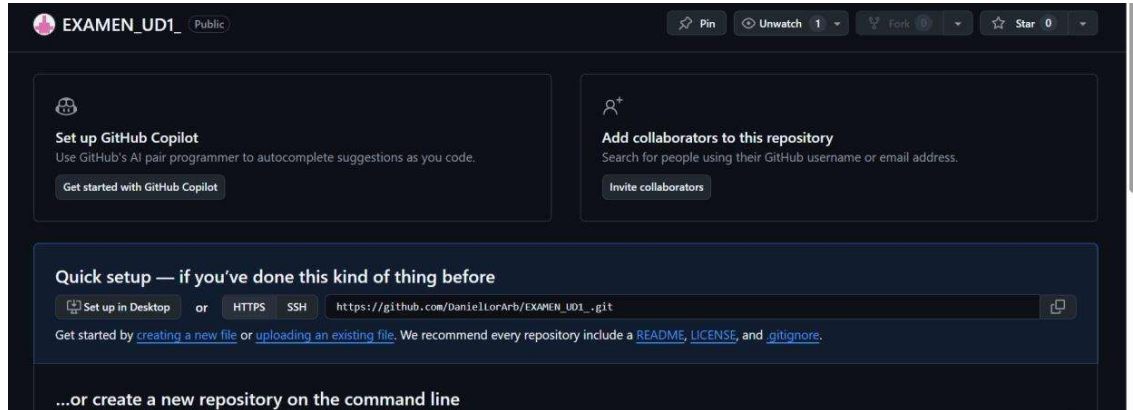 EXAMEN_UD1_ Public Pin Unwatch 1 Fork 0 Star 0
Set up GitHub Copilot
Use GitHub's AI pair programmer to autocomplete suggestions as you code.
Get started with GitHub Copilot
Add collaborators to this repository
Search for people using their GitHub username or email address.
Invite collaborators
Quick setup — if you've done this kind of thing before
Set up in Desktop or HTTPS SSH https://github.com/DanielLorArb/EXAMEN_UD1_.git
Get started by creating a new file or uploading an existing file. We recommend every repository include a README, LICENSE, and .gitignore.
...or create a new repository on the command line